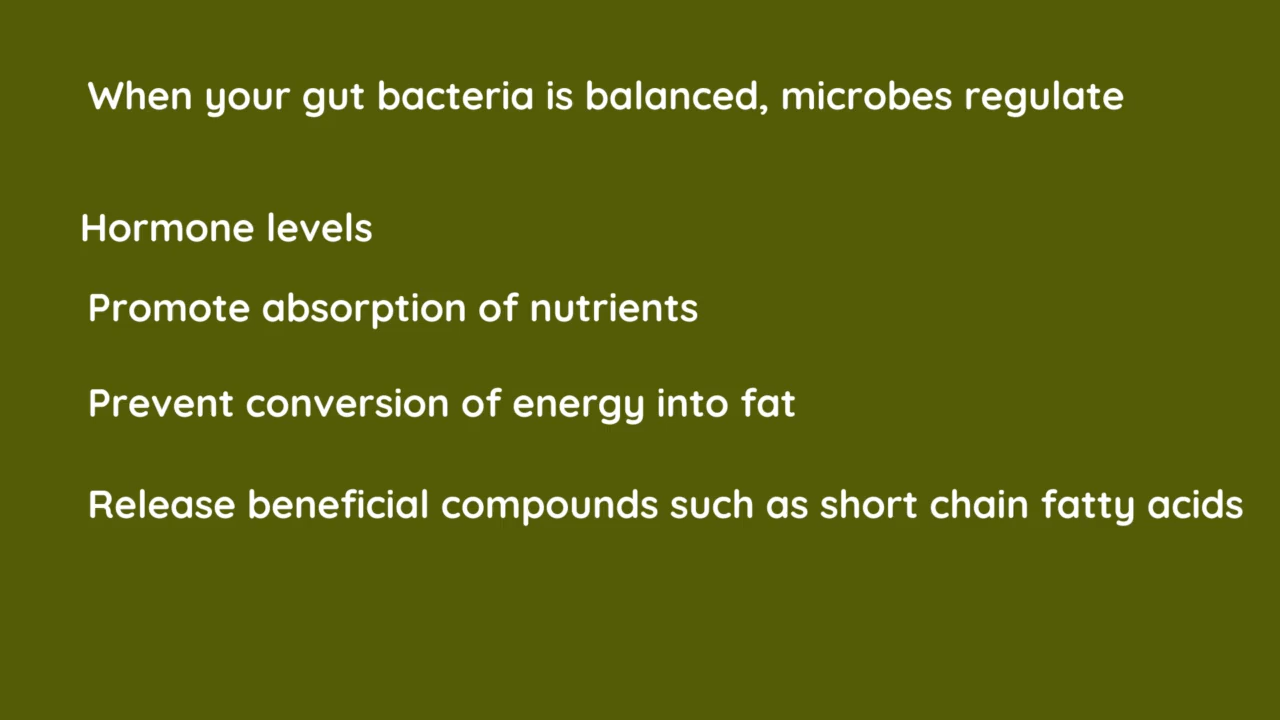 When your gut bacteria is balanced, microbes regulate
Hormone levels
Promote absorption of nutrients
Prevent conversion of energy into fat
Release beneficial compounds such as short chain fatty acids